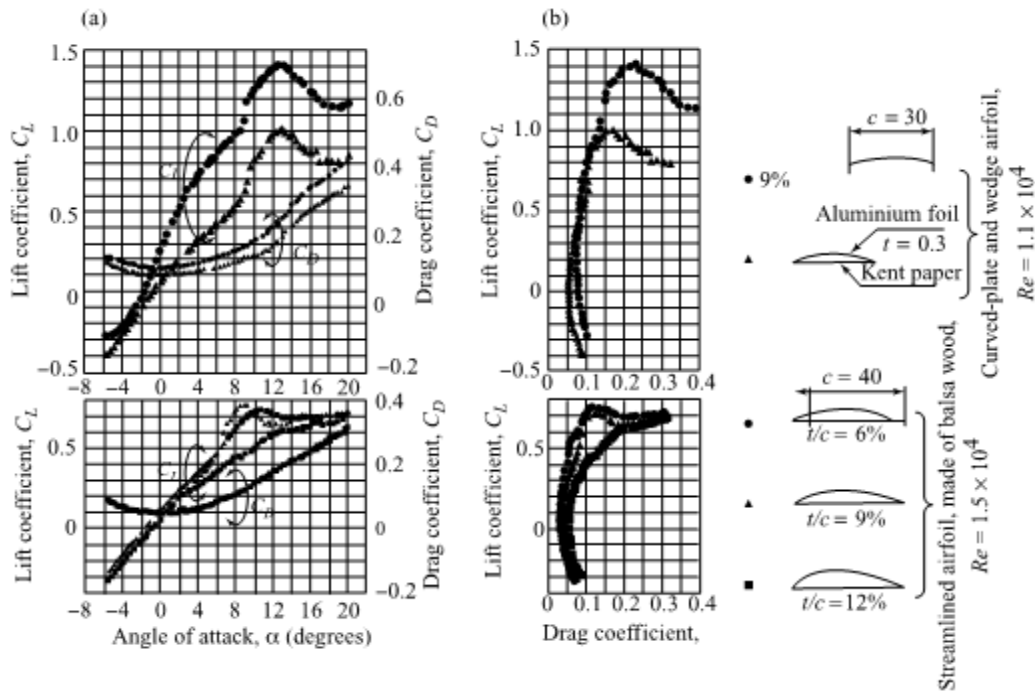 (a)
1.5
1.0
0.5
0
−0.5
Lift coefficient, C_L
0.6
0.4
0.2
0
−0.2
Drag coefficient, C_D
C_L
C_D
−8 −4 0 4 8 12 16 20
0.5
0
Lift coefficient, C_L
0.4
0.2
0
−0.2
Drag coefficient, C_D
C_L
C_D
−8 −4 0 4 8 12 16 20
Angle of attack, α (degrees)
(b)
1.5
1.0
0.5
0
−0.5
Lift coefficient, C_L
0 0.1 0.2 0.3 0.4
0.5
0
Lift coefficient, C_L
0 0.1 0.2 0.3 0.4
Drag coefficient,
c = 30
9%
Aluminium foil
t = 0.3
Kent paper
Curved-plate and wedge airfoil,
Re = 1.1 × 10⁴
c = 40
t/c = 6%
t/c = 9%
t/c = 12%
Streamlined airfoil, made of balsa wood,
Re = 1.5 × 10⁴